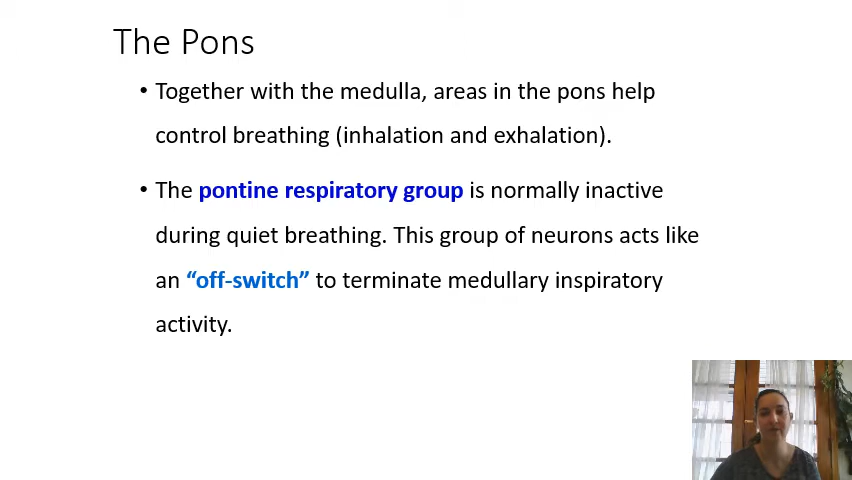 The Pons
• Together with the medulla, areas in the pons help
control breathing (inhalation and exhalation).
• The pontine respiratory group is normally inactive
during quiet breathing. This group of neurons acts like
an “off-switch” to terminate medullary inspiratory
activity.